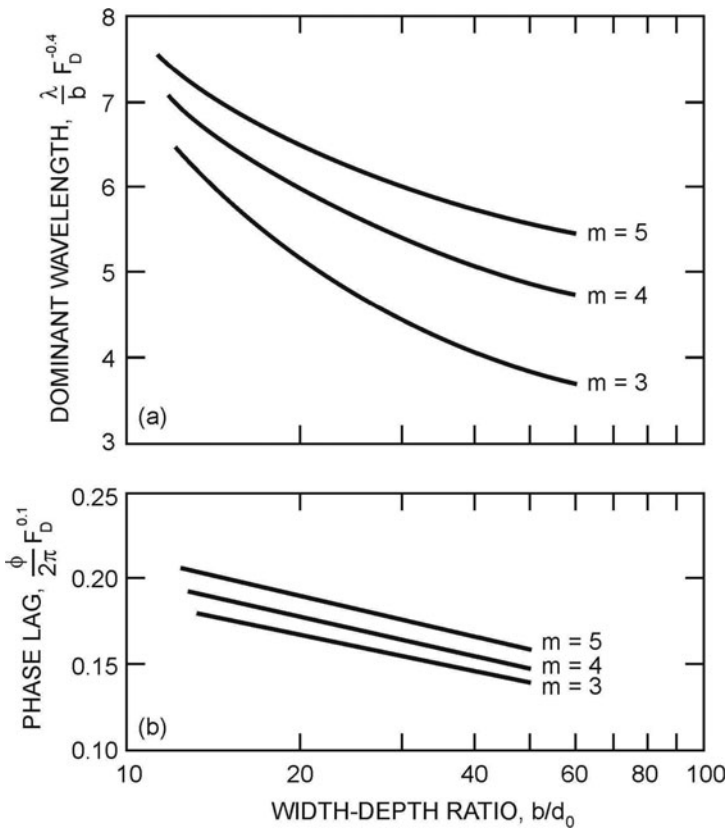 DOMINANT WAVELENGTH, λ/b F_D^-0.4
8
7
6
5
4
3
m = 5
m = 4
m = 3
(a)
PHASE LAG, ϕ/2π F_D^0.1
0.25
0.20
0.15
0.10
m = 5
m = 4
m = 3
(b)
10 20 40 60 100
WIDTH-DEPTH RATIO, b/d₀